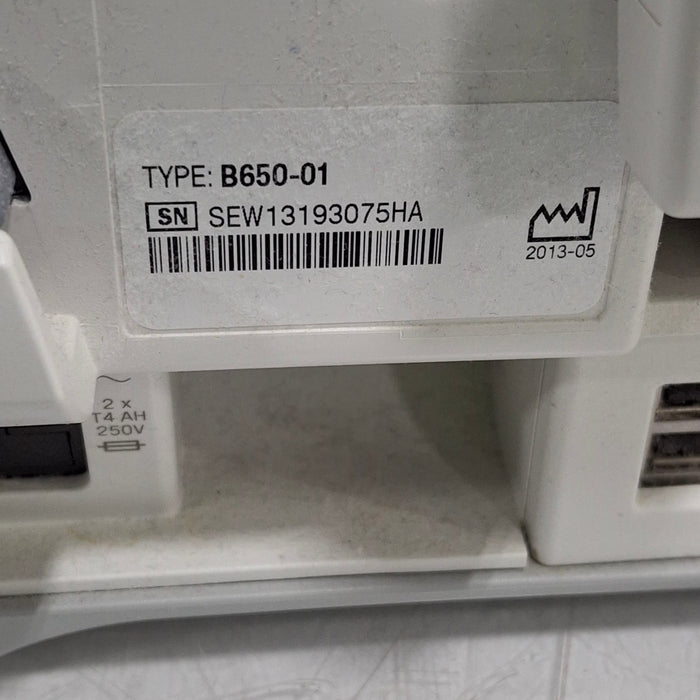 TYPE: B650-01
SN SEW13193075HA
2013-05
2 x
T4 AH
250V